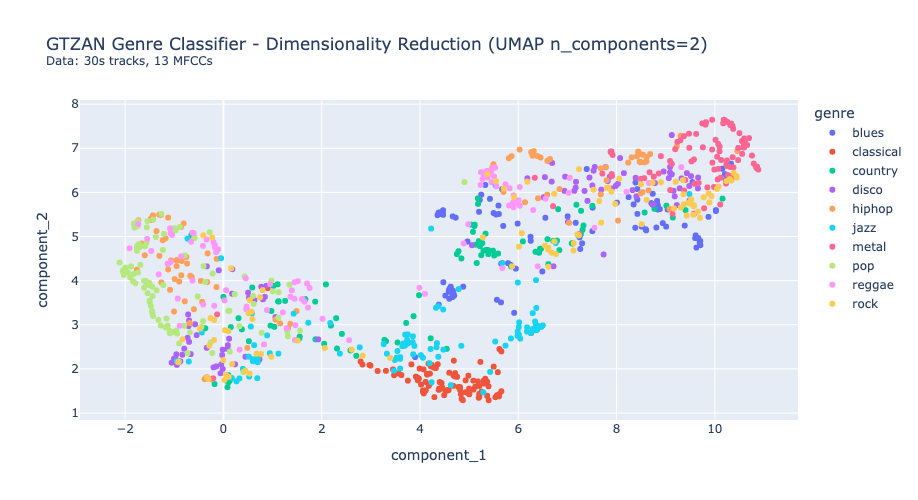 GTZAN Genre Classifier - Dimensionality Reduction (UMAP n_components=2)
Data: 30s tracks, 13 MFCCs
8
7
6
5
4
3
2
1
component_2
−2
0
2
4
6
8
10
component_1
genre
blues
classical
country
disco
hiphop
jazz
metal
pop
reggae
rock